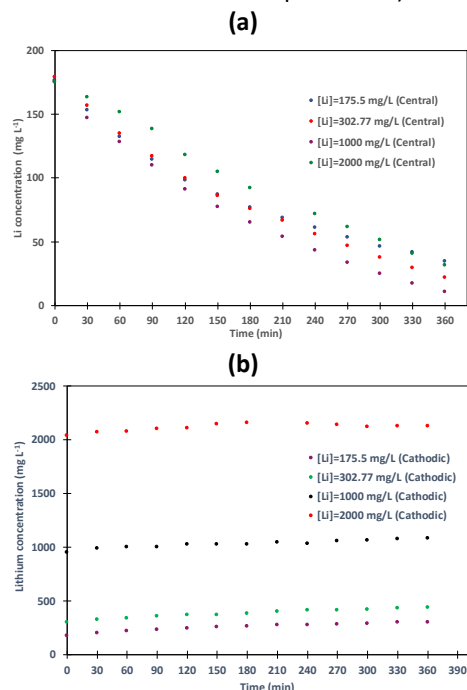 (a)
200
150
100
50
0
Li concentration (mg L-1)
[Li]=175.5 mg/L (Central)
[Li]=302.77 mg/L (Central)
[Li]=1000 mg/L (Central)
[Li]=2000 mg/L (Central)
0 30 60 90 120 150 180 210 240 270 300 330 360
Time (min)
(b)
2500
2000
1500
1000
500
0
Lithium concentration (mg L-1)
[Li]=175.5 mg/L (Cathodic)
[Li]=302.77 mg/L (Cathodic)
[Li]=1000 mg/L (Cathodic)
[Li]=2000 mg/L (Cathodic)
0 30 60 90 120 150 180 210 240 270 300 330 360 390
Time (min)